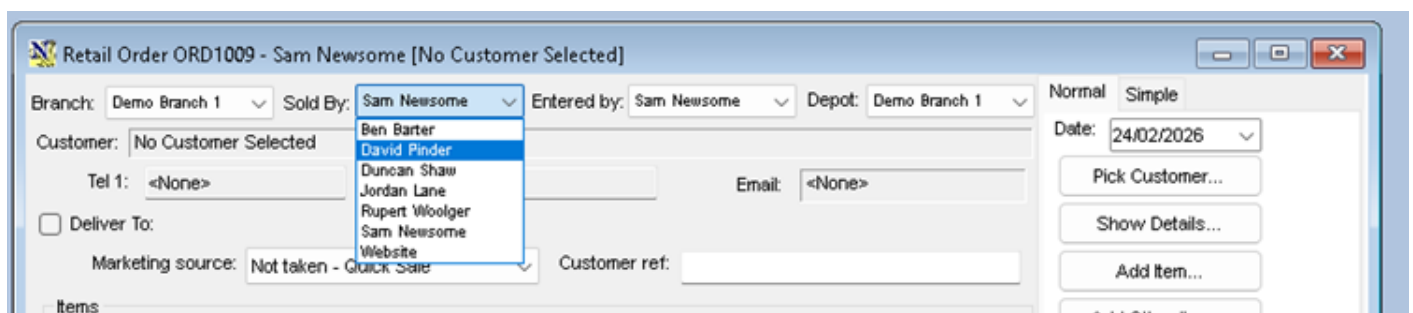 Retail Order ORD1009 - Sam Newsome [No Customer Selected]
Branch: Demo Branch 1 Sold By: Sam Newsome Entered by: Sam Newsome Depot: Demo Branch 1
Normal Simple
Ben Barter
David Pinder
Duncan Shaw
Jordan Lane
Rupert Woolger
Sam Newsome
Website
Customer: No Customer Selected
Tel 1: <None> Email: <None>
Deliver To:
Marketing source: Not taken - Quick Sale Customer ref:
Items
Date: 24/02/2026
Pick Customer...
Show Details...
Add Item...